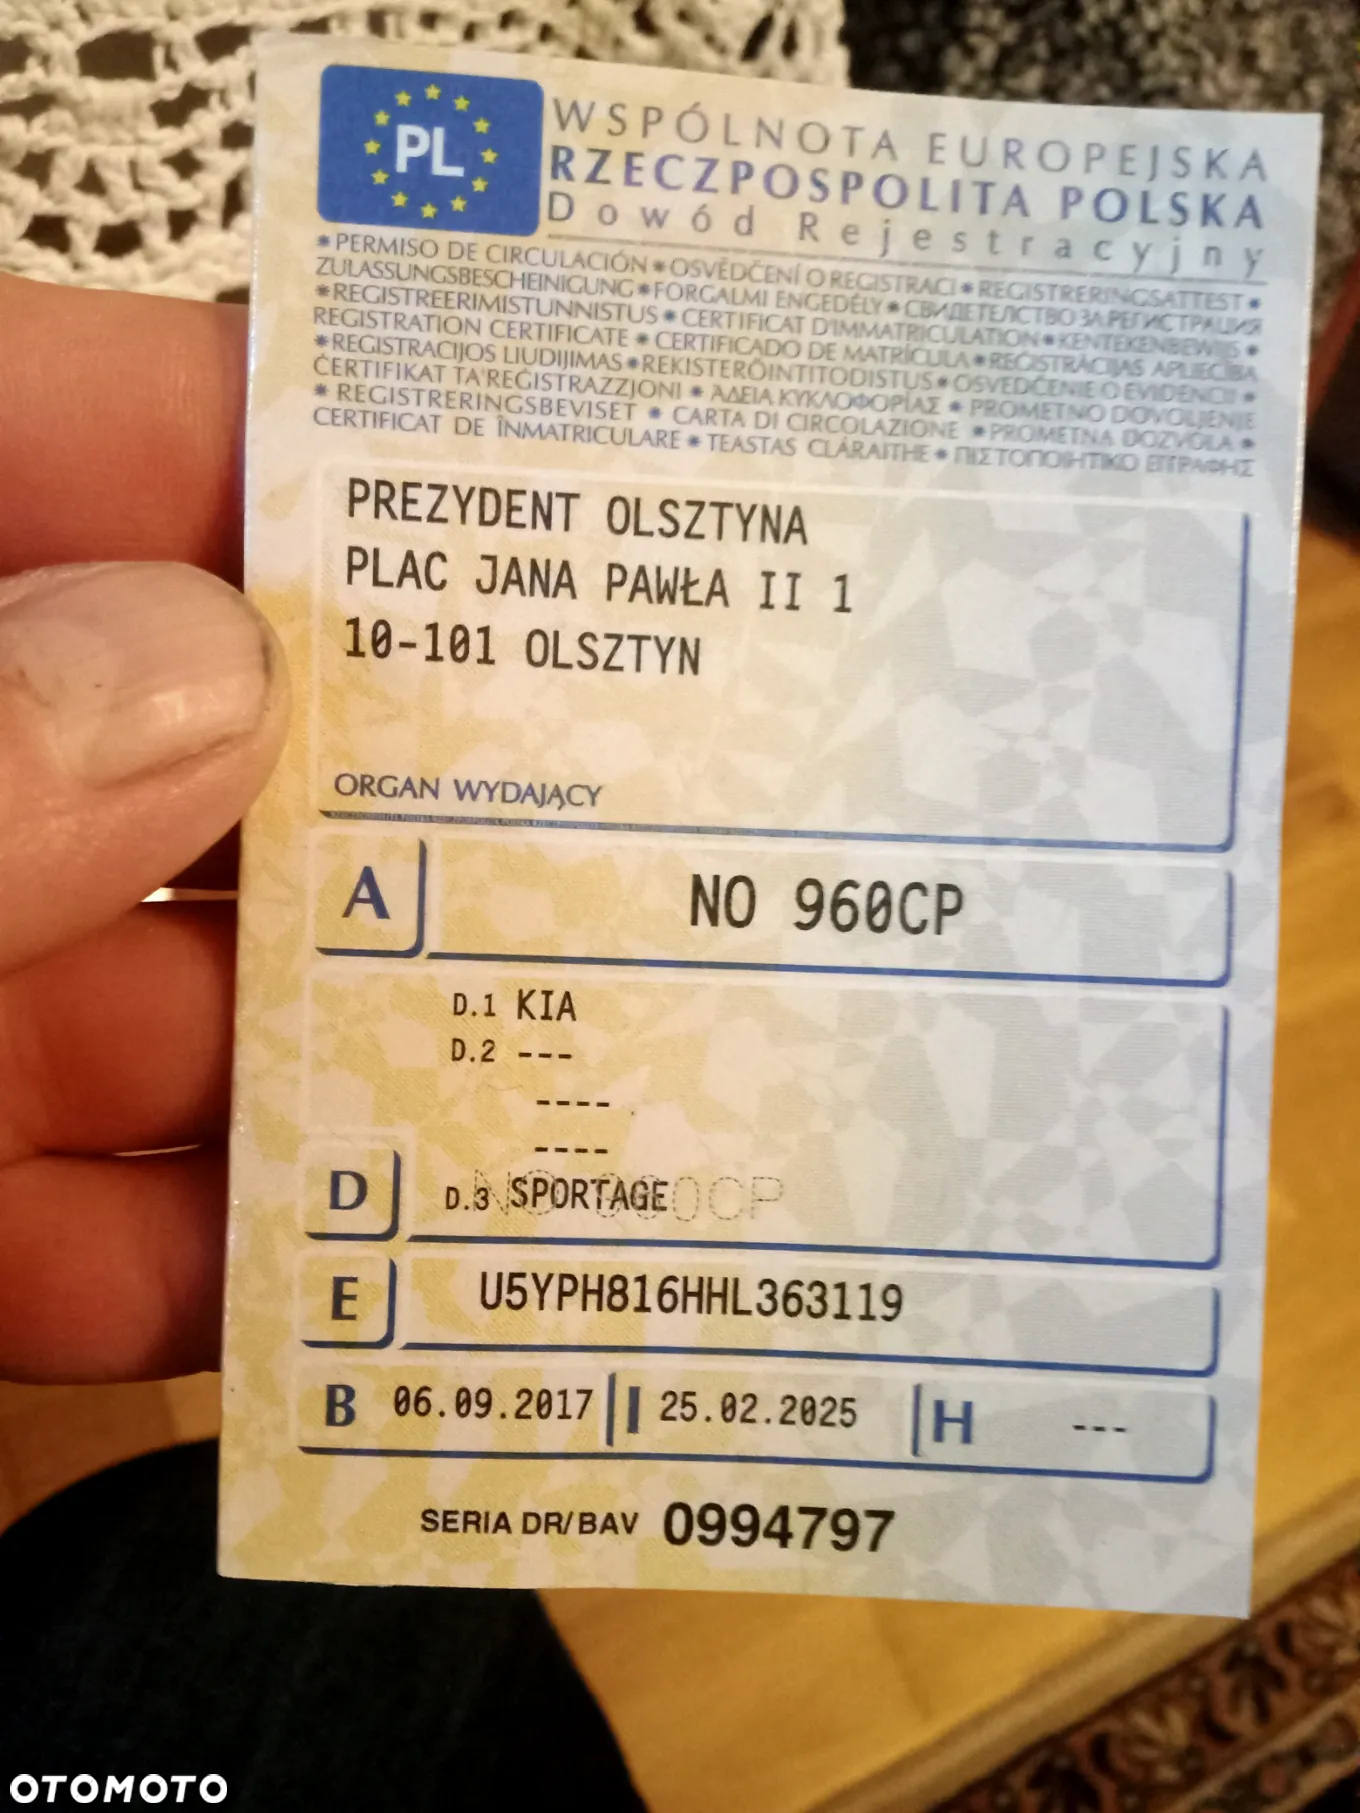 PL
WSPÓLNOTA EUROPEJSKA
RZECZPOSPOLITA POLSKA
Dowód Rejestracyjny
*PERMISO DE CIRCULACIÓN*OSVĚDČENÍ O REGISTRACI*REGISTRERINGSATTEST*
ZULASSUNGSBESCHEINIGUNG*FORGALMI ENGEDÉLY*СВИДЕТЕЛСТВО ЗА РЕГИСТРАЦИЯ
*REGISTREERIMISTUNNISTUS*CERTIFICAT D'IMMATRICULATION*KENTEKENBEWIJS*
REGISTRATION CERTIFICATE*CERTIFICADO DE MATRÍCULA*REĢISTRĀCIJAS APLIECĪBA
*REGISTRACIJOS LIUDIJIMAS*REKISTERÖINTITODISTUS*OSVEDČENIE O EVIDENCII*
ĊERTIFIKAT TA'REĠISTRAZZJONI*ΆΔΕΙΑ ΚΥΚΛΟΦΟΡΙΑΣ*PROMETNO DOVOLJENJE
*REGISTRERINGSBEVISET*CARTA DI CIRCOLAZIONE*PROMETNA DOZVOLA*
CERTIFICAT DE ÎNMATRICULARE*TEASTAS CLÁRAITHE*ΠΙΣΤΟΠΟΙΗΤΙΚΟ ΕΓΓΡΑΦΗΣ
PREZYDENT OLSZTYNA
PLAC JANA PAWŁA II 1
10-101 OLSZTYN
ORGAN WYDAJĄCY
A NO 960CP
D.1 KIA
D.2 ---
----
----
D D.3 SPORTAGE
NO 960CP
E U5YPH816HHL363119
B 06.09.2017 I 25.02.2025 H ---
SERIA DR/BAV 0994797
OTOMOTO